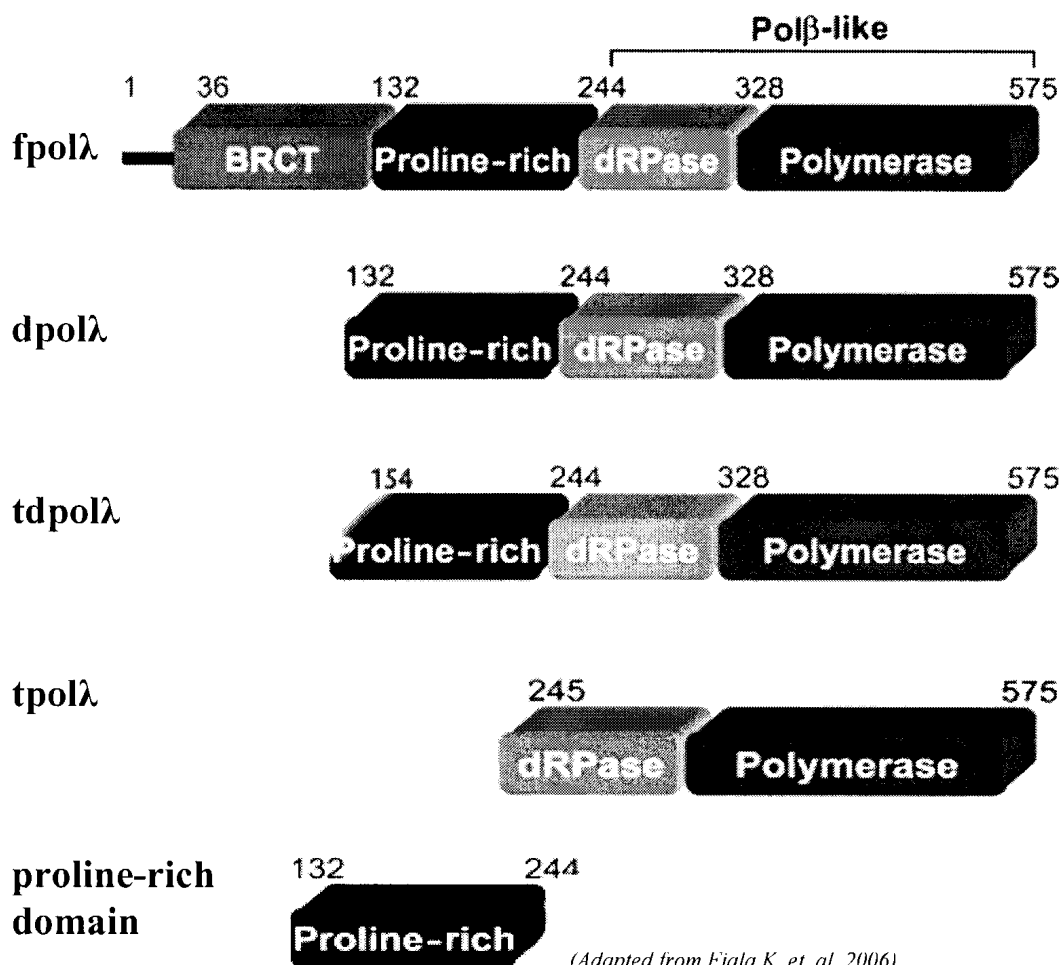 Polβ-like
1 36 132 244 328 575
fpolλ BRCT Proline-rich dRPase Polymerase
132 244 328 575
dpolλ Proline-rich dRPase Polymerase
154 244 328 575
tdpolλ Proline-rich dRPase Polymerase
245 575
tpolλ dRPase Polymerase
132 244
proline-rich
domain
Proline-rich
(Adapted from Fiala K. et. al. 2006)